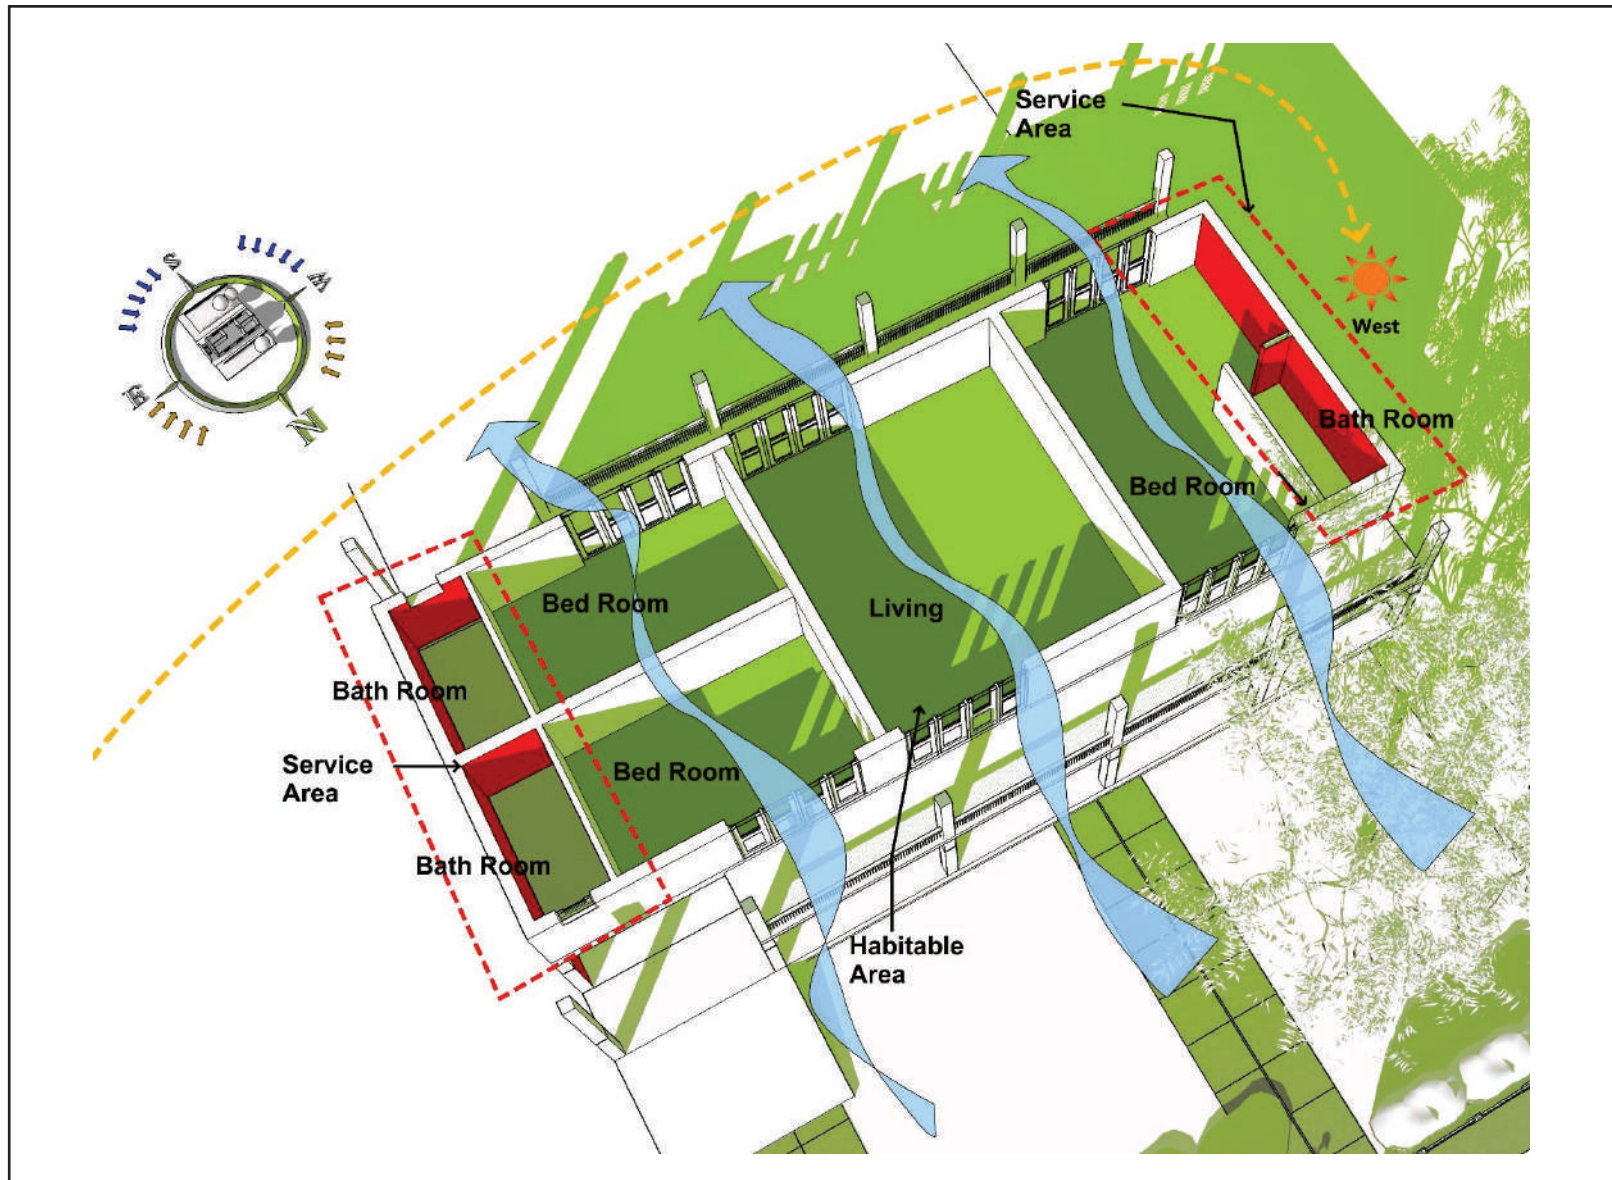 Service
Area
S
W
West
E
N
Bath Room
Bed Room
Bed Room
Living
Bath Room
Service
Area
Bed Room
Bath Room
Habitable
Area